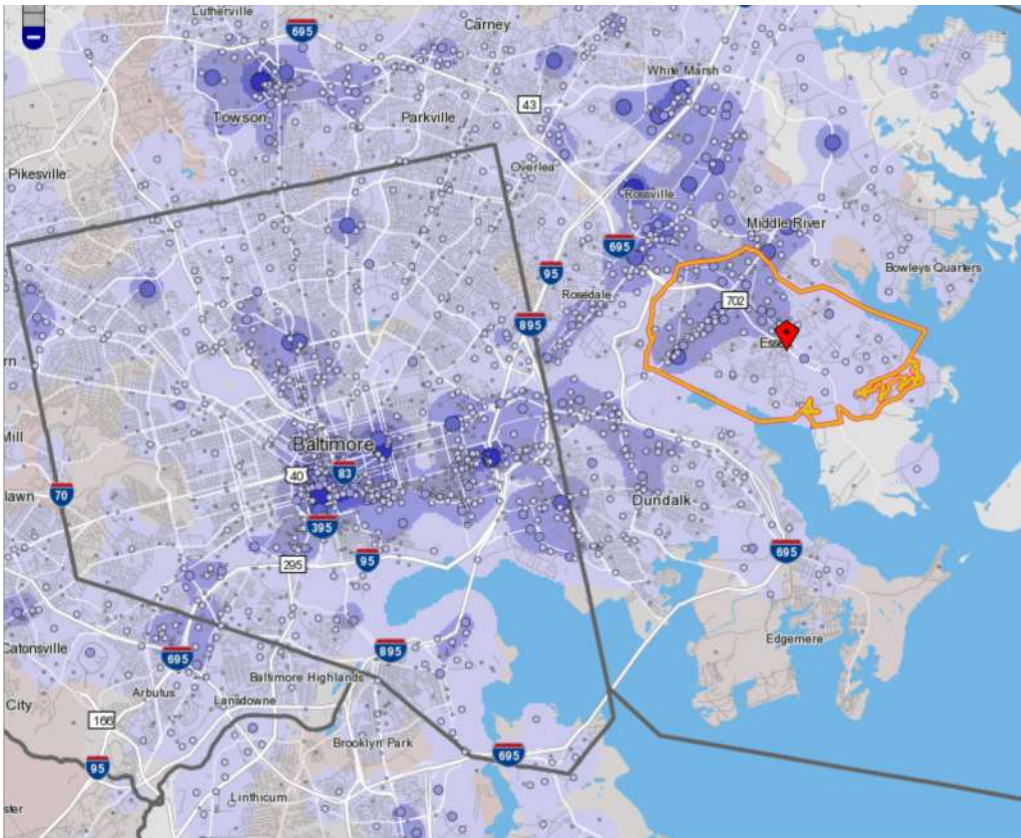 Lutherville
695
Carney
White Marsh
43
Towson
Parkville
Pikesville
Overlea
Rossville
Middle River
695
95
Bowleys Quarters
Rosedale
702
895
Baltimore
40
83
70
lawn
Mill
Dundalk
395
295
95
695
Catonsville
695
895
Edgemere
Arbutus
Baltimore Highlands
Lansdowne
City
166
Brooklyn Park
695
95
Linthicum